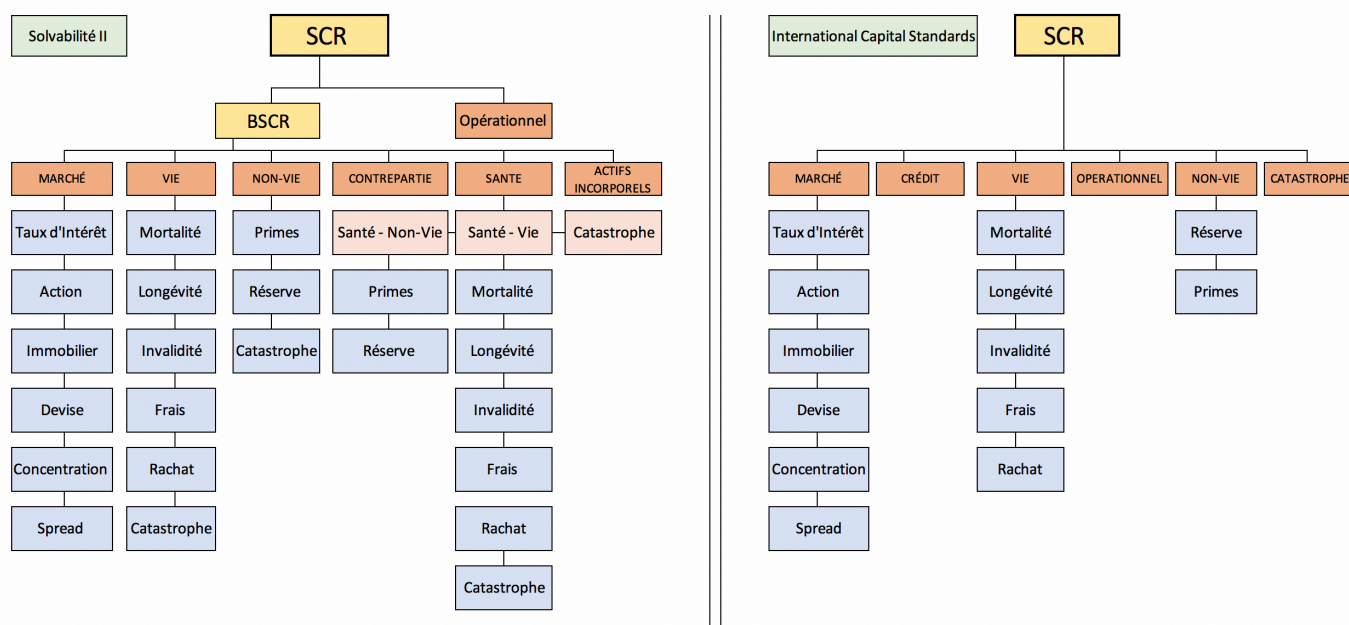 Solvabilité II
SCR
BSCR
Opérationnel
MARCHÉ
VIE
NON-VIE
CONTREPARTIE
SANTE
ACTIFS
INCORPORELS
Taux d'Intérêt
Mortalité
Primes
Santé - Non-Vie
Santé - Vie
Catastrophe
Action
Longévité
Réserve
Primes
Mortalité
Immobilier
Invalidité
Catastrophe
Réserve
Longévité
Devise
Frais
Invalidité
Concentration
Rachat
Frais
Spread
Catastrophe
Rachat
Catastrophe
International Capital Standards
SCR
MARCHÉ
CRÉDIT
VIE
OPERATIONNEL
NON-VIE
CATASTROPHE
Taux d'Intérêt
Mortalité
Réserve
Action
Longévité
Primes
Immobilier
Invalidité
Devise
Frais
Concentration
Rachat
Spread